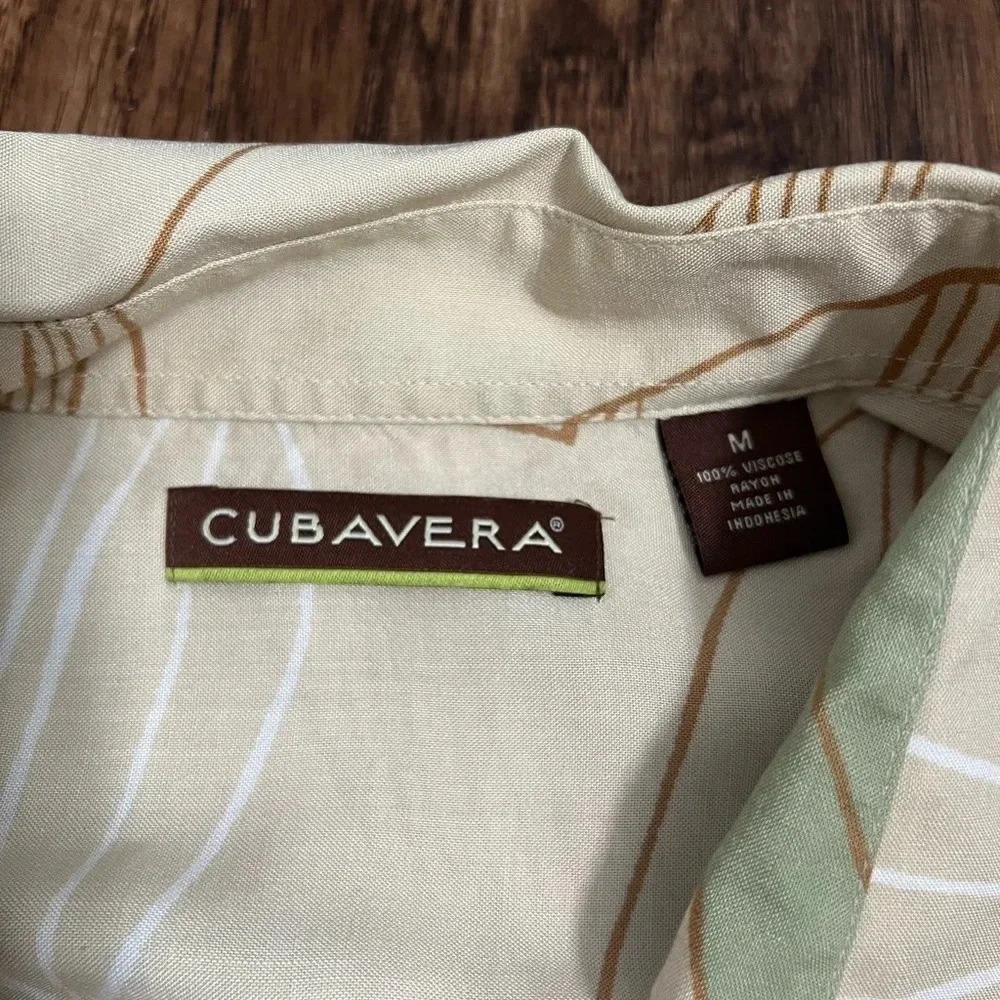 CUBAVERA®
M
100% VISCOSE
RAYON
MADE IN
INDONESIA